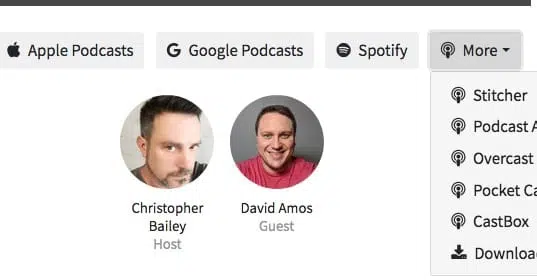 Apple Podcasts
Google Podcasts
Spotify
More
Stitcher
Podcast A
Overcast
Pocket Ca
CastBox
Downloa
Christopher
Bailey
Host
David Amos
Guest